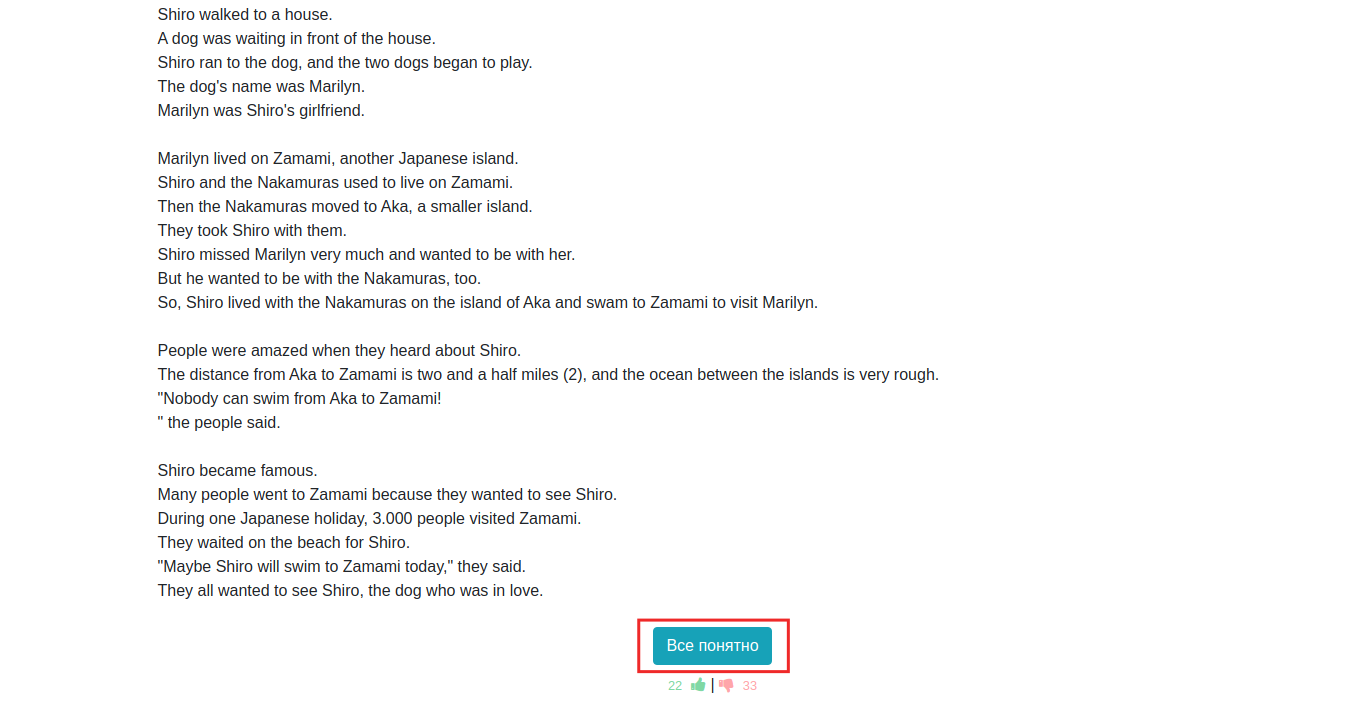 Shiro walked to a house.
A dog was waiting in front of the house.
Shiro ran to the dog, and the two dogs began to play.
The dog's name was Marilyn.
Marilyn was Shiro's girlfriend.
Marilyn lived on Zamami, another Japanese island.
Shiro and the Nakamuras used to live on Zamami.
Then the Nakamuras moved to Aka, a smaller island.
They took Shiro with them.
Shiro missed Marilyn very much and wanted to be with her.
But he wanted to be with the Nakamuras, too.
So, Shiro lived with the Nakamuras on the island of Aka and swam to Zamami to visit Marilyn.
People were amazed when they heard about Shiro.
The distance from Aka to Zamami is two and a half miles (2), and the ocean between the islands is very rough.
"Nobody can swim from Aka to Zamami!
" the people said.
Shiro became famous.
Many people went to Zamami because they wanted to see Shiro.
During one Japanese holiday, 3.000 people visited Zamami.
They waited on the beach for Shiro.
"Maybe Shiro will swim to Zamami today," they said.
They all wanted to see Shiro, the dog who was in love.
Все понятно
22 | 33